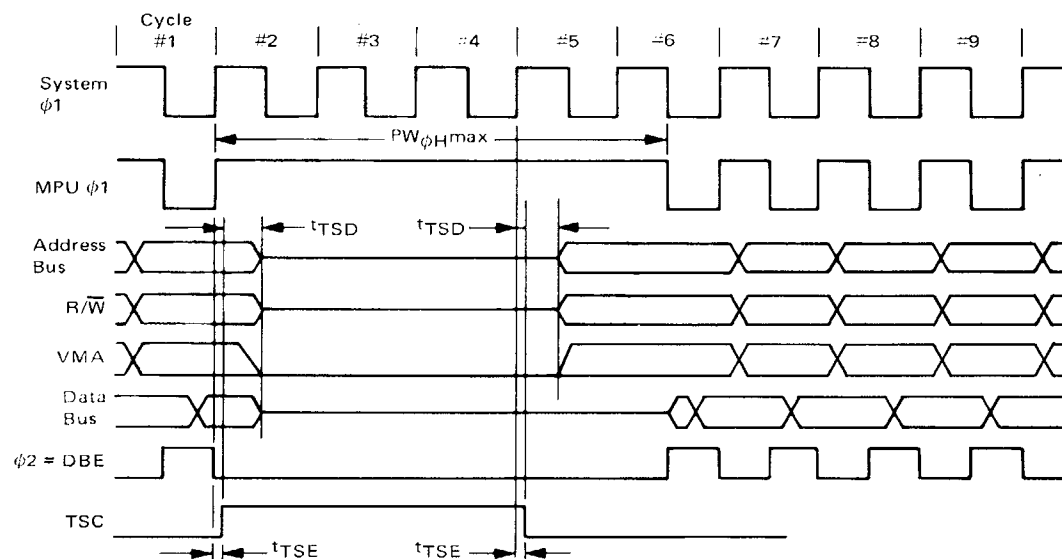 Cycle
#1 #2 #3 #4 #5 #6 #7 #8 #9
System
ϕ1
PWϕHmax
MPU ϕ1
tTSD tTSD
Address
Bus
R/W̅
VMA
Data
Bus
ϕ2 = DBE
TSC
tTSE tTSE